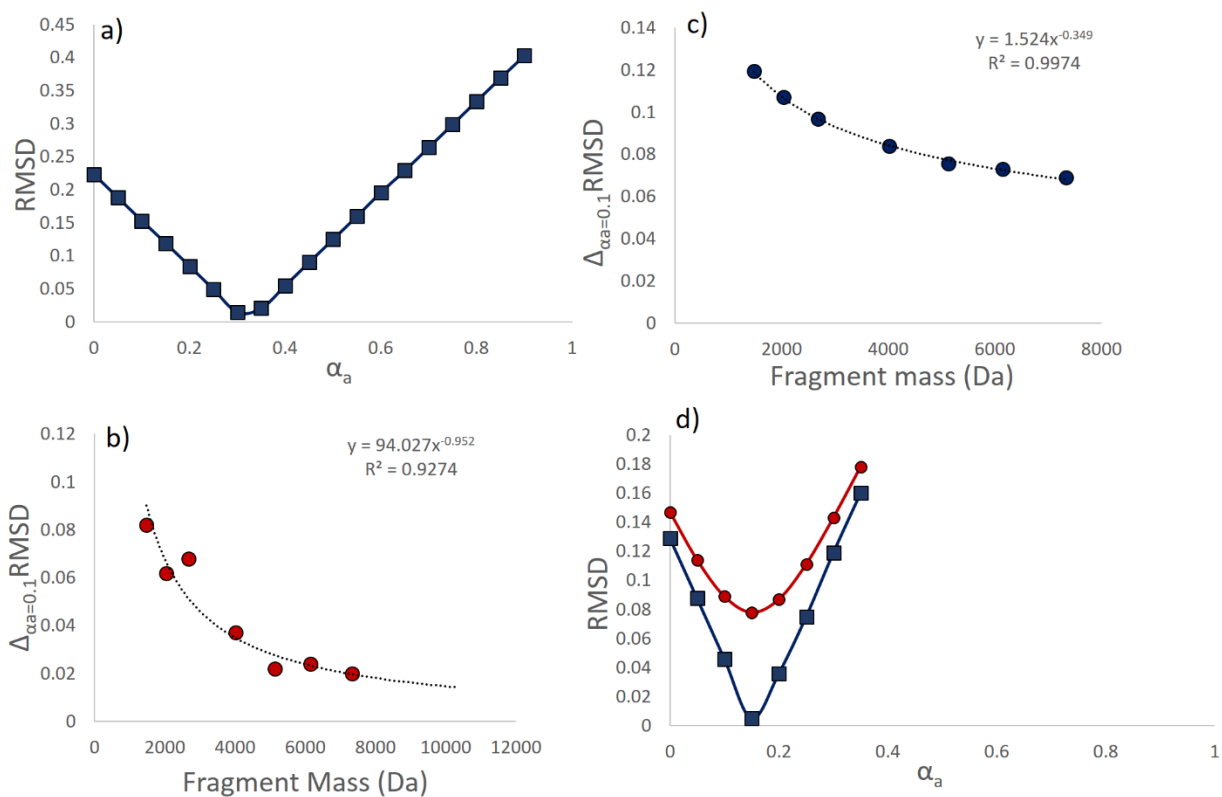 a)
RMSD
0.45
0.4
0.35
0.3
0.25
0.2
0.15
0.1
0.05
0
0 0.2 0.4 0.6 0.8 1
αa
c)
y = 1.524x-0.349
R² = 0.9974
Δαa=0.1RMSD
0.14
0.12
0.1
0.08
0.06
0.04
0.02
0
0 2000 4000 6000 8000
Fragment mass (Da)
b)
y = 94.027x-0.952
R² = 0.9274
Δαa=0.1RMSD
0.12
0.1
0.08
0.06
0.04
0.02
0
0 2000 4000 6000 8000 10000 12000
Fragment Mass (Da)
d)
RMSD
0.2
0.18
0.16
0.14
0.12
0.1
0.08
0.06
0.04
0.02
0
0 0.2 0.4 0.6 0.8 1
αa